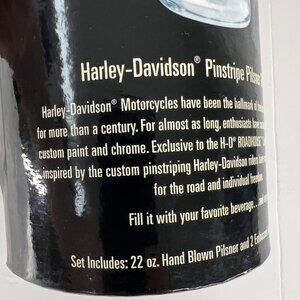 Harley-Davidson® Pinstripe Pilsner
Harley-Davidson® Motorcycles have been the hallmark of
for more than a century. For almost as long, enthusiasts have
custom paint and chrome. Exclusive to the H-D® ROADHOUSE
inspired by the custom pinstriping Harley-Davidson riders
for the road and individual freedom.
Fill it with your favorite beverage...
Set Includes: 22 oz. Hand Blown Pilsner and 2